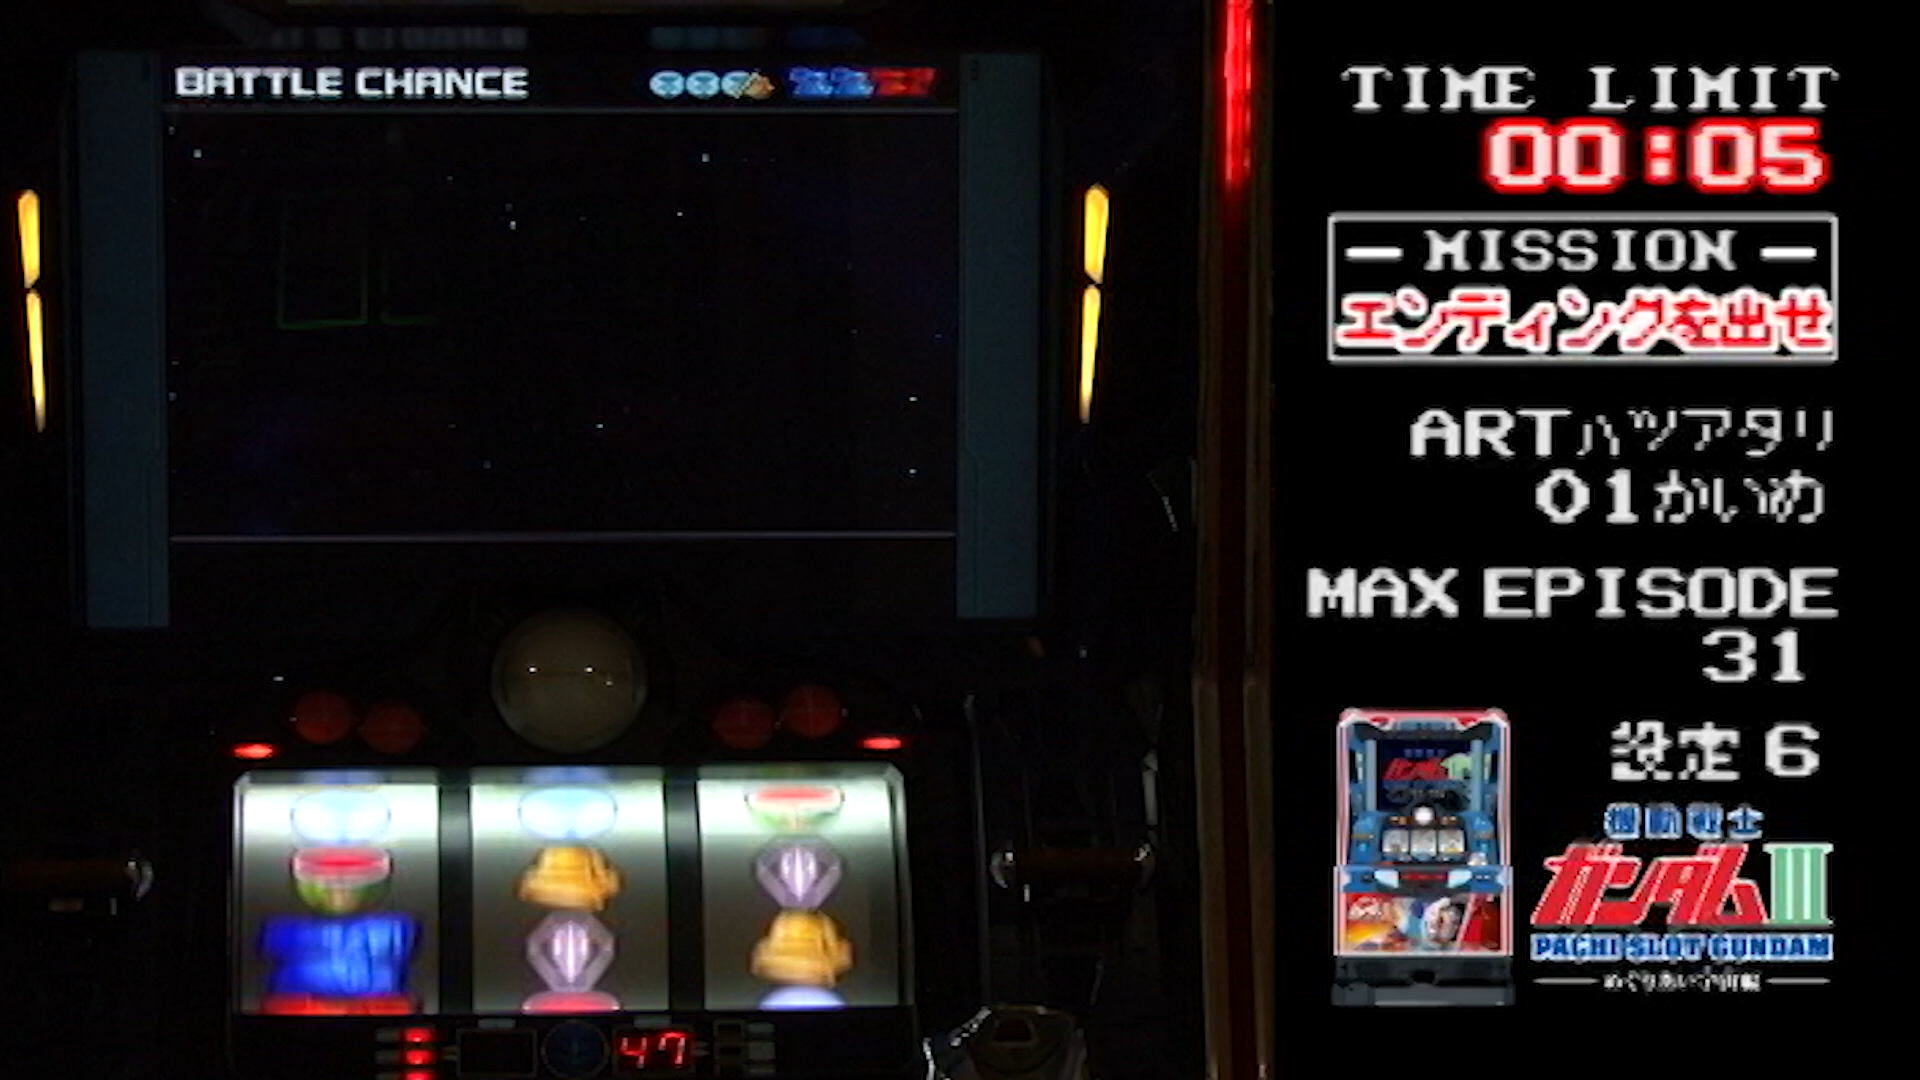 BATTLE CHANCE
47
TIME LIMIT
00:05
MISSION
エンディングを出せ
ARTハツアタリ
01かいめ
MAX EPISODE
31
設定 6
機動戦士
ガンダムIII
PACHI SLOT GUNDAM